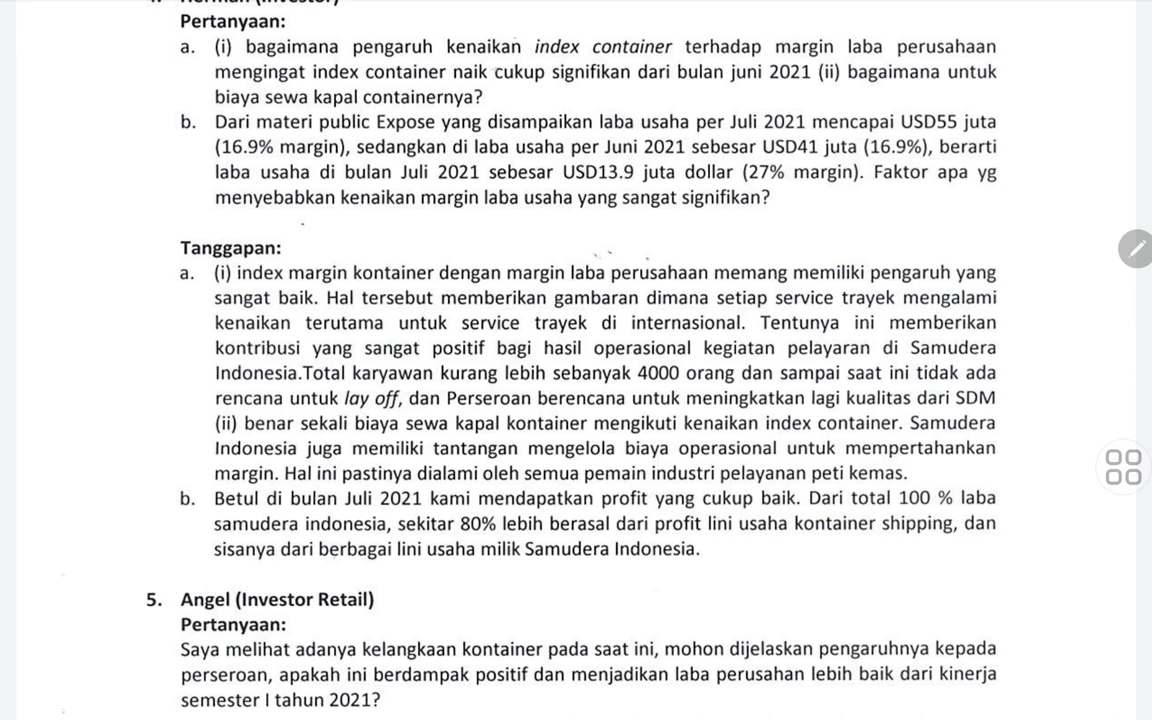 Pertanyaan:
a. (i) bagaimana pengaruh kenaikan index container terhadap margin laba perusahaan
mengingat index container naik cukup signifikan dari bulan juni 2021 (ii) bagaimana untuk
biaya sewa kapal containernya?
b. Dari materi public Expose yang disampaikan laba usaha per Juli 2021 mencapai USD55 juta
(16.9% margin), sedangkan di laba usaha per Juni 2021 sebesar USD41 juta (16.9%), berarti
laba usaha di bulan Juli 2021 sebesar USD13.9 juta dollar (27% margin). Faktor apa yg
menyebabkan kenaikan margin laba usaha yang sangat signifikan?
Tanggapan:
a. (i) index margin kontainer dengan margin laba perusahaan memang memiliki pengaruh yang
sangat baik. Hal tersebut memberikan gambaran dimana setiap service trayek mengalami
kenaikan terutama untuk service trayek di internasional. Tentunya ini memberikan
kontribusi yang sangat positif bagi hasil operasional kegiatan pelayaran di Samudera
Indonesia.Total karyawan kurang lebih sebanyak 4000 orang dan sampai saat ini tidak ada
rencana untuk lay off, dan Perseroan berencana untuk meningkatkan lagi kualitas dari SDM
(ii) benar sekali biaya sewa kapal kontainer mengikuti kenaikan index container. Samudera
Indonesia juga memiliki tantangan mengelola biaya operasional untuk mempertahankan
margin. Hal ini pastinya dialami oleh semua pemain industri pelayanan peti kemas.
b. Betul di bulan Juli 2021 kami mendapatkan profit yang cukup baik. Dari total 100 % laba
samudera indonesia, sekitar 80% lebih berasal dari profit lini usaha kontainer shipping, dan
sisanya dari berbagai lini usaha milik Samudera Indonesia.
5. Angel (Investor Retail)
Pertanyaan:
Saya melihat adanya kelangkaan kontainer pada saat ini, mohon dijelaskan pengaruhnya kepada
perseroan, apakah ini berdampak positif dan menjadikan laba perusahan lebih baik dari kinerja
semester I tahun 2021?